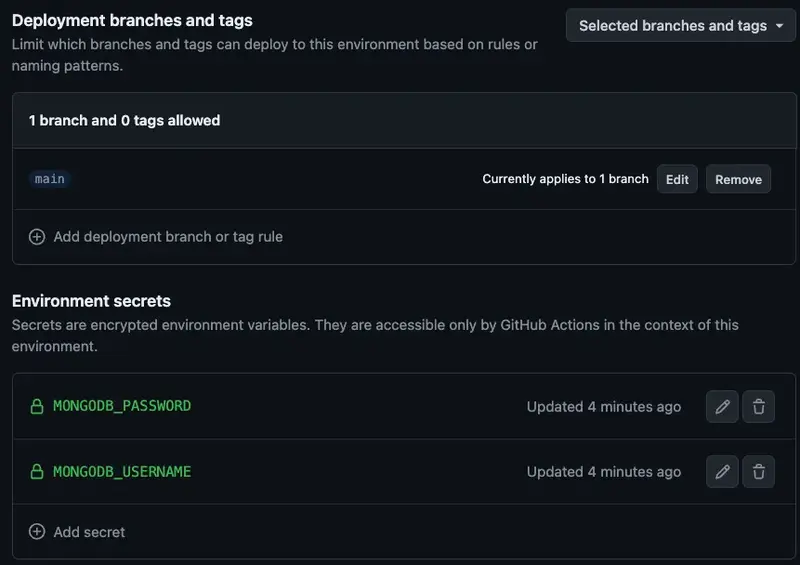 Deployment branches and tags
Selected branches and tags
Limit which branches and tags can deploy to this environment based on rules or
naming patterns.
1 branch and 0 tags allowed
main
Currently applies to 1 branch
Edit
Remove
Add deployment branch or tag rule
Environment secrets
Secrets are encrypted environment variables. They are accessible only by GitHub Actions in the context of this
environment.
MONGODB_PASSWORD
Updated 4 minutes ago
MONGODB_USERNAME
Updated 4 minutes ago
Add secret